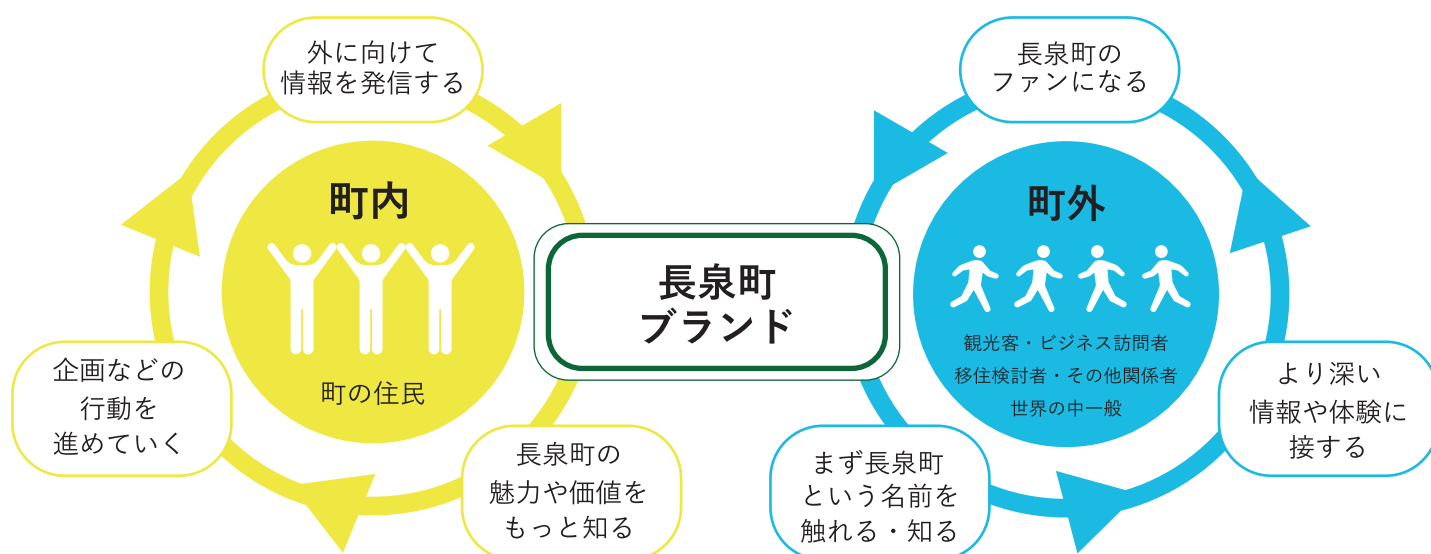 外に向けて
情報を発信する
町内
町の住民
企画などの
行動を
進めていく
長泉町の
魅力や価値を
もっと知る
長泉町
ブランド
長泉町の
ファンになる
町外
観光客・ビジネス訪問者
移住検討者・その他関係者
世界の中一般
まず長泉町
という名前を
触れる・知る
より深い
情報や体験に
接する